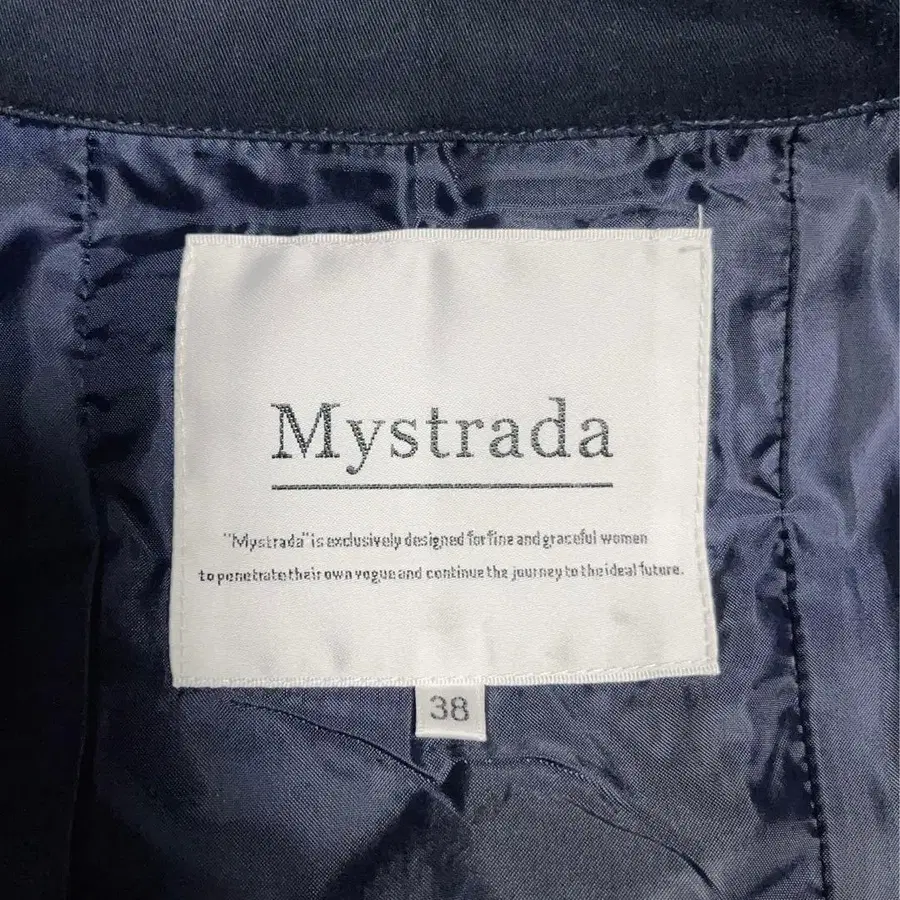 Mystrada
"Mystrada" is exclusively designed for fine and graceful women
to penetrate their own vogue and continue the journey to the ideal future.
38